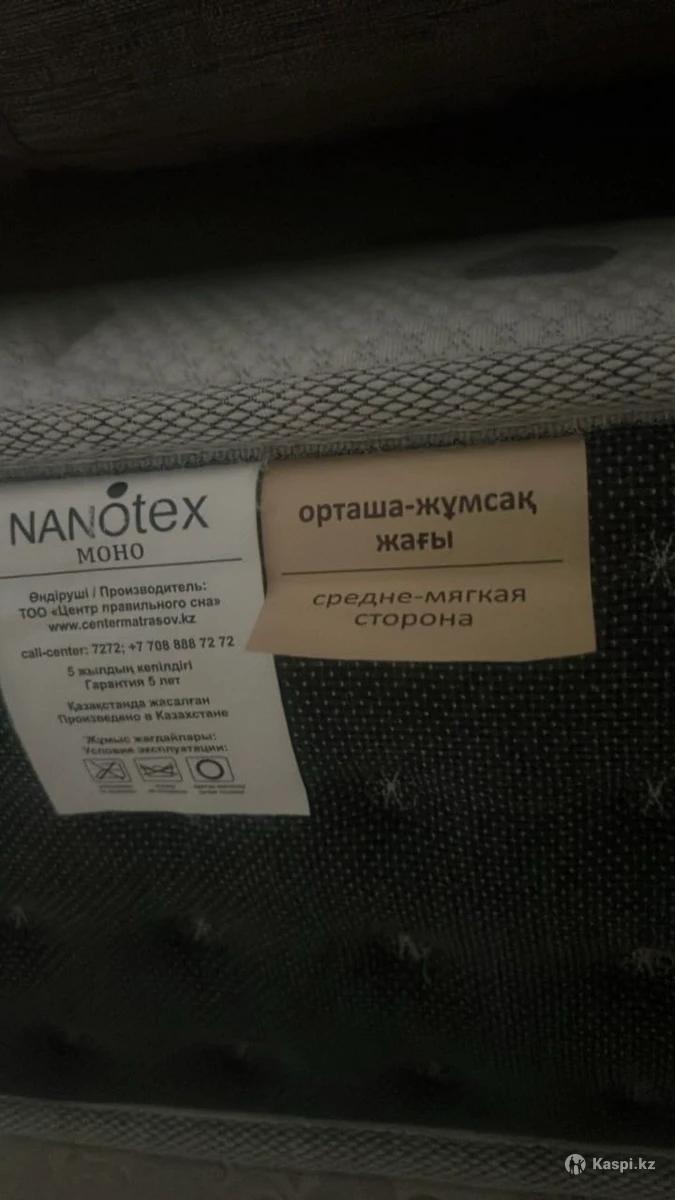 NANOtex
МОНО
Өндіруші / Производитель:
ТОО «Центр правильного сна»
www.centermatrasov.kz
call-center: 7272; +7 708 888 72 72
5 жылдық кепілдігі
Гарантия 5 лет
Қазақстанда жасалған
Произведено в Казахстане
Жұмыс жағдайлары:
Условия эксплуатации:
орташа-жұмсақ
жағы
средне-мягкая
сторона
Kaspi.kz